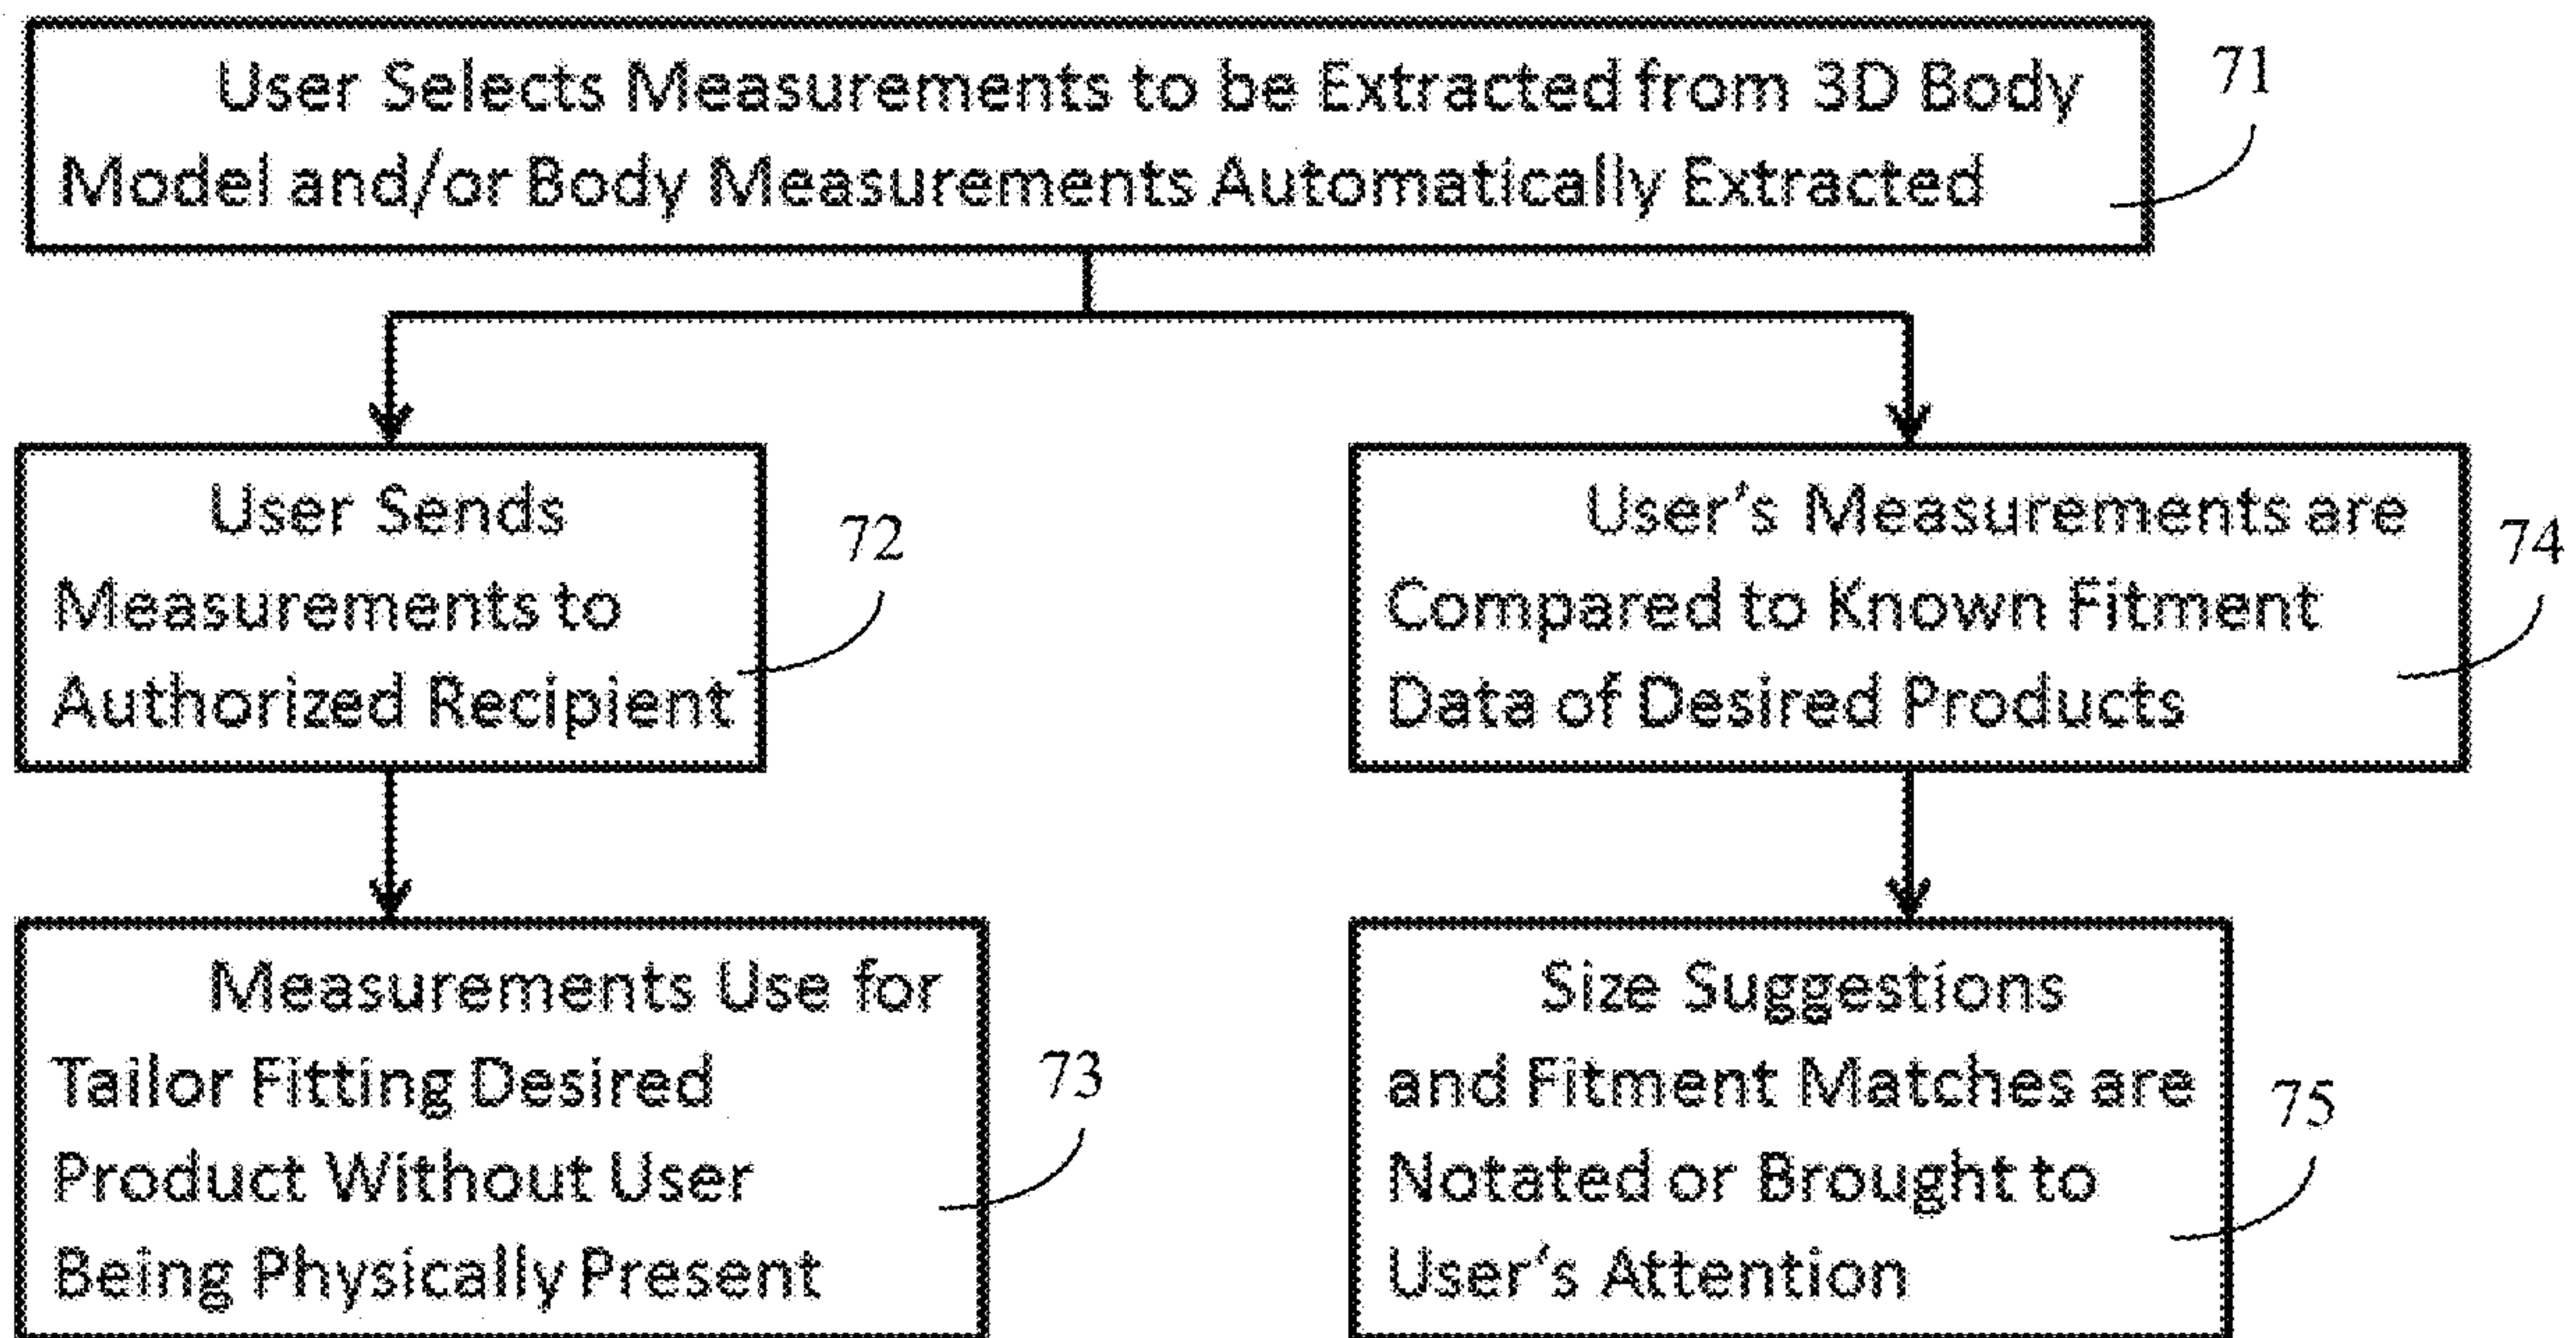 User Selects Measurements to be Extracted from 3D Body
Model and/or Body Measurements Automatically Extracted
71
User Sends
Measurements to
Authorized Recipient
72
User's Measurements are
Compared to Known Fitment
Data of Desired Products
74
Measurements Use for
Tailor Fitting Desired
Product Without User
Being Physically Present
73
Size Suggestions
and Fitment Matches are
Notated or Brought to
User's Attention
75